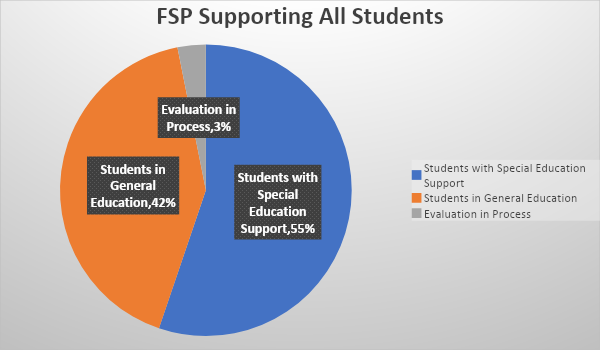 FSP Supporting All Students
Evaluation in
Process,3%
Students in
General
Education,42%
Students with
Special
Education
Support,55%
Students with Special Education
Support
Students in General Education
Evaluation in Process